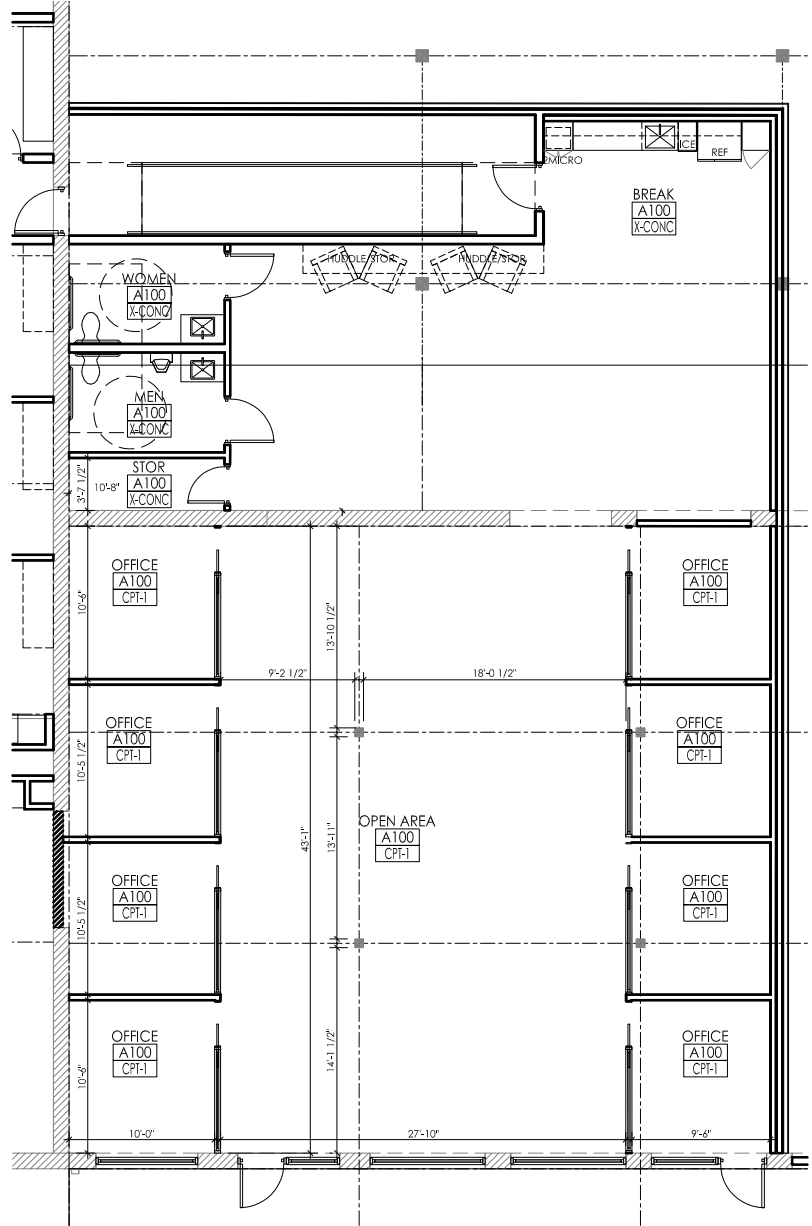 2MICRO
ICE
REF
BREAK
A100
X-CONC
HUDDLE/STOR
HUDDLE/STOR
WOMEN
A100
X-CONC
MEN
A100
X-CONC
STOR
A100
X-CONC
3'-7 1/2"
10'-8"
OFFICE
A100
CPT-1
10'-6"
13'-10 1/2"
OFFICE
A100
CPT-1
9'-2 1/2"
18'-0 1/2"
OFFICE
A100
CPT-1
10'-5 1/2"
OFFICE
A100
CPT-1
OPEN AREA
A100
CPT-1
43'-1"
13'-11"
OFFICE
A100
CPT-1
10'-5 1/2"
OFFICE
A100
CPT-1
OFFICE
A100
CPT-1
10'-6"
14'-1 1/2"
OFFICE
A100
CPT-1
10'-0"
27'-10"
9'-6"